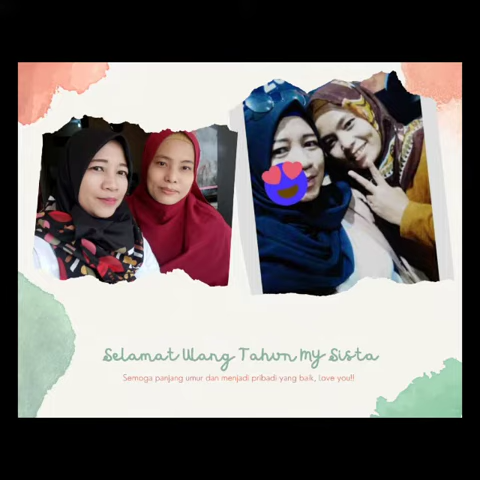 Selamat Ulang Tahun My Sista
Semoga panjang umur dan menjadi pribadi yang baik, love you!!